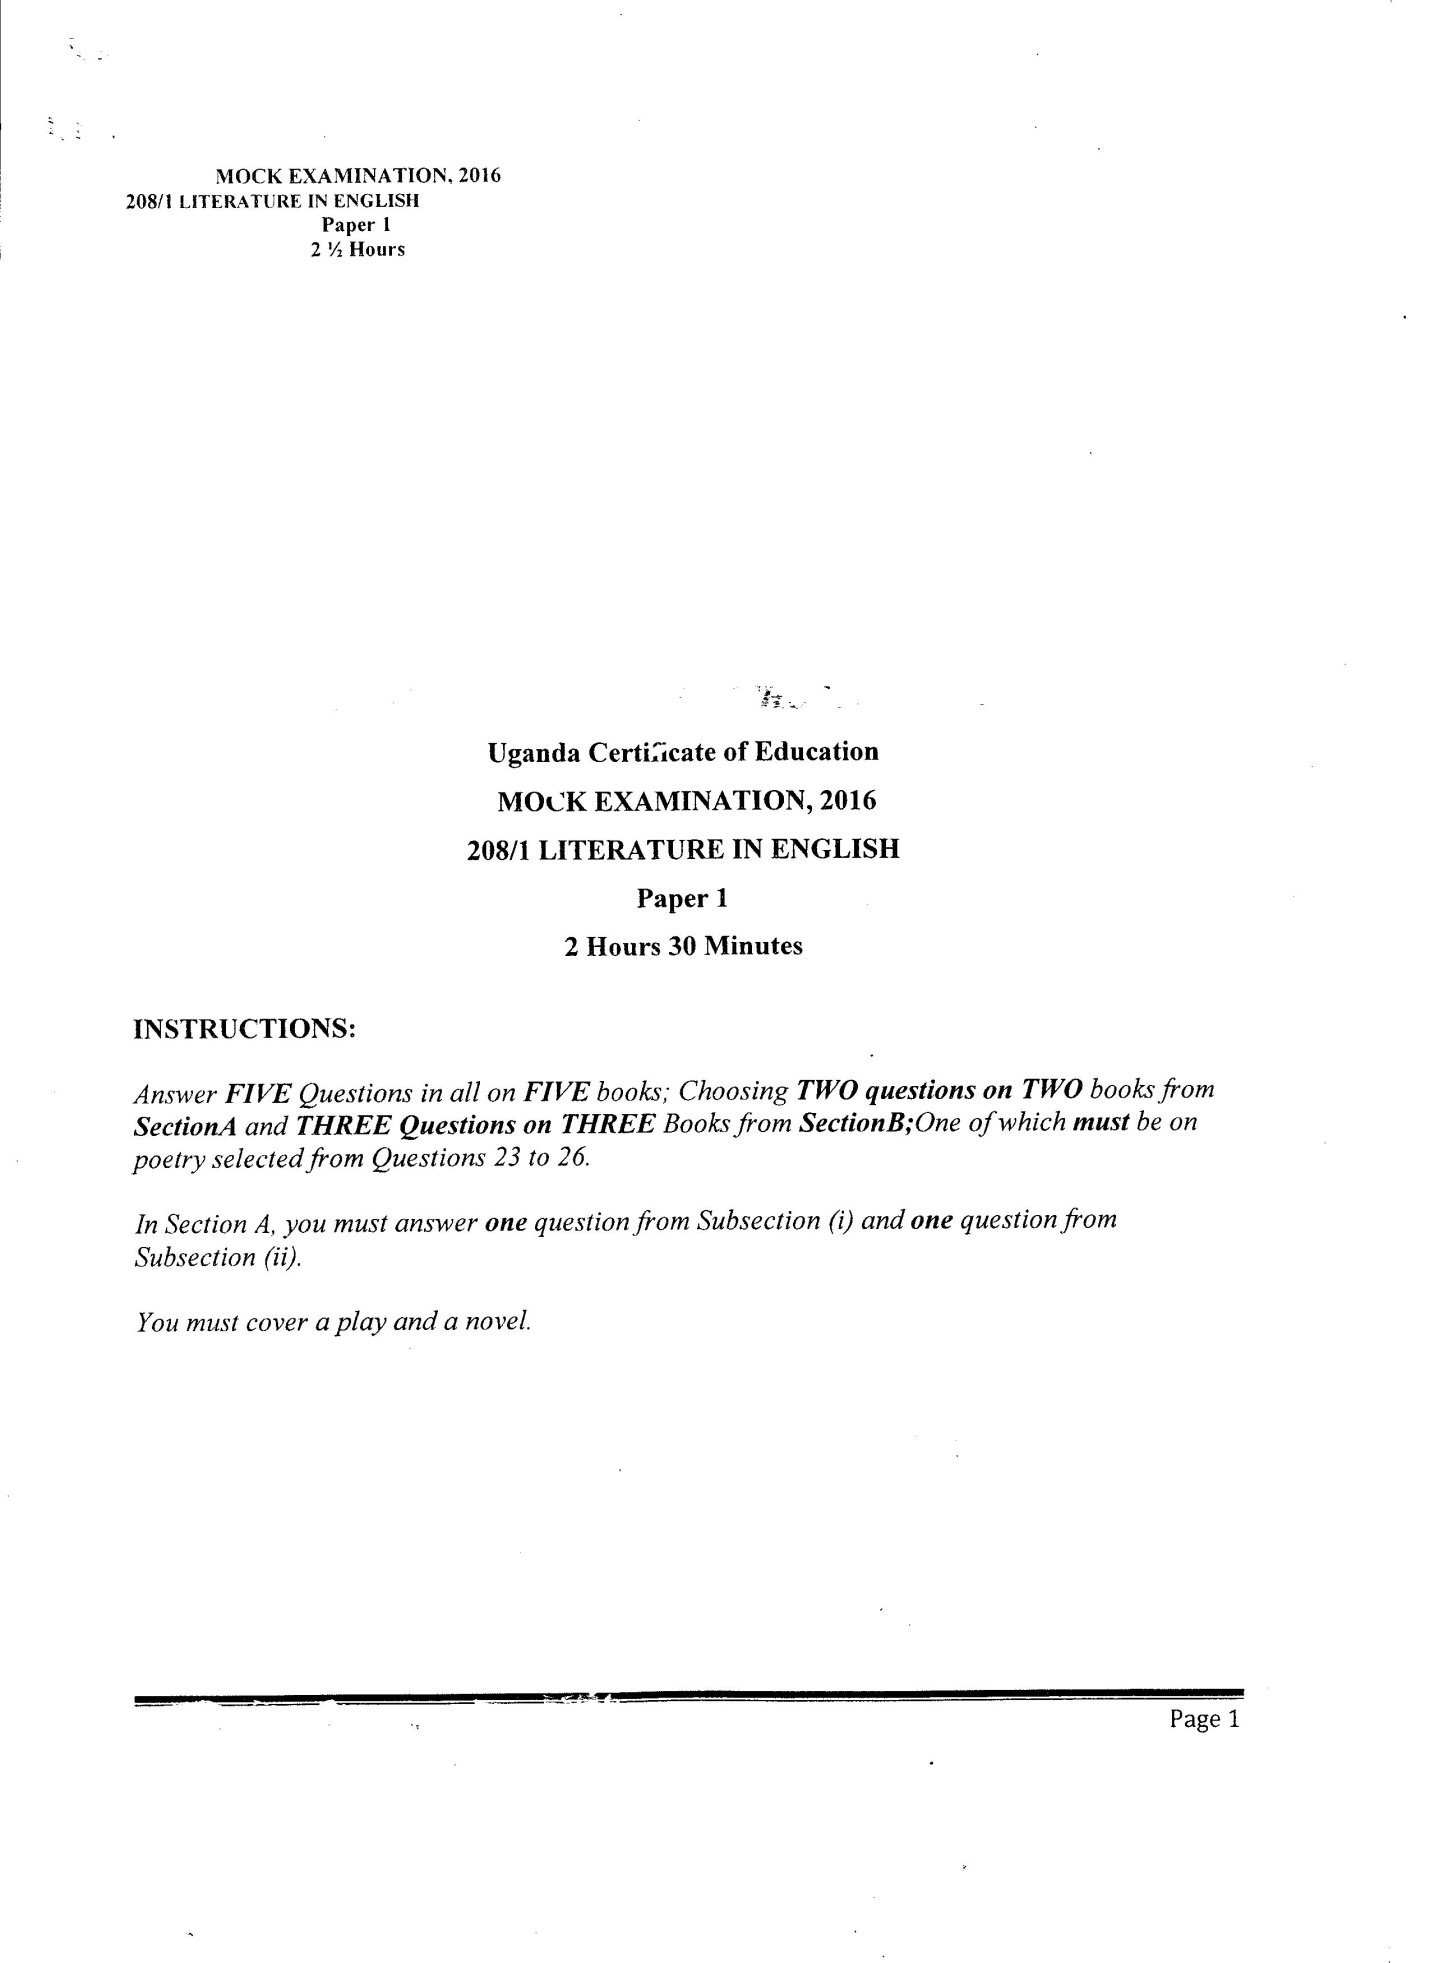 MOCK EXAMINATION, 2016
208/1 LITERATURE IN ENGLISH
Paper 1
2 ½ Hours
Uganda Certificate of Education
MOCK EXAMINATION, 2016
208/1 LITERATURE IN ENGLISH
Paper 1
2 Hours 30 Minutes
INSTRUCTIONS:
Answer FIVE Questions in all on FIVE books; Choosing TWO questions on TWO books from
SectionA and THREE Questions on THREE Books from SectionB;One of which must be on
poetry selected from Questions 23 to 26.
In Section A, you must answer one question from Subsection (i) and one question from
Subsection (ii).
You must cover a play and a novel.
Page 1